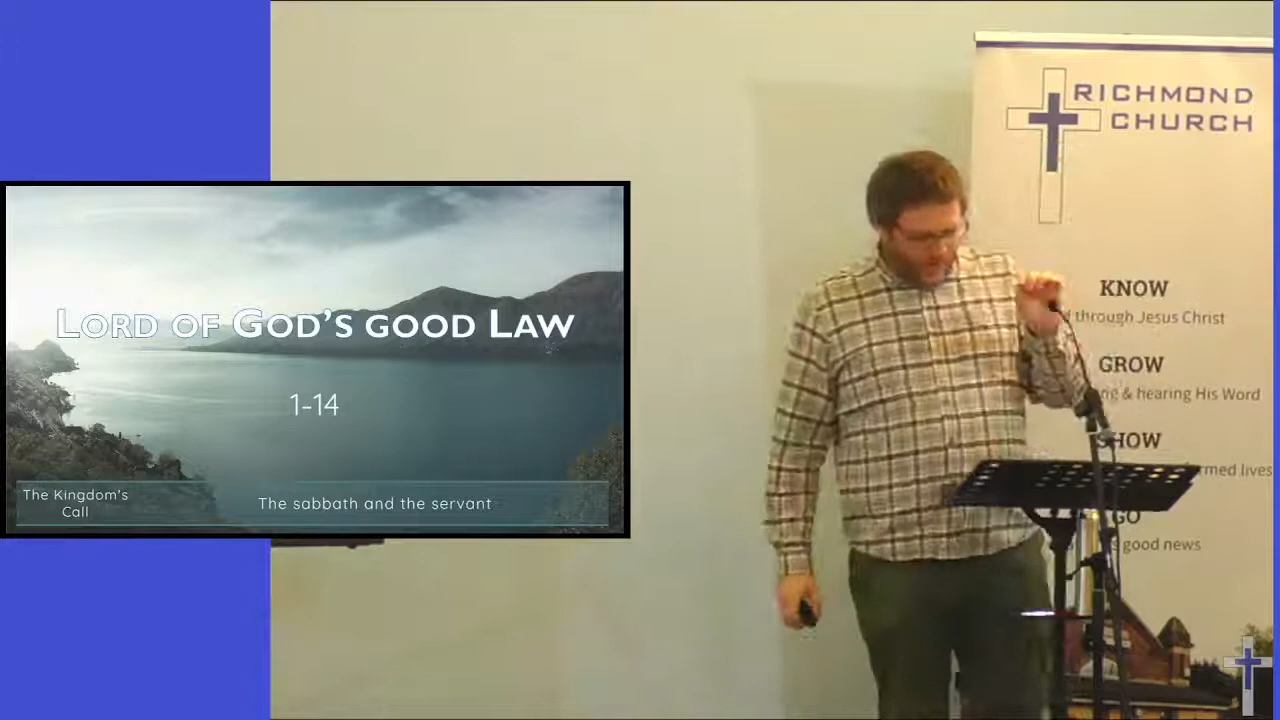 LORD OF GOD'S GOOD LAW
1-14
The Kingdom's
Call
The sabbath and the servant
RICHMOND
CHURCH
KNOW
through Jesus Christ
GROW
& hearing His Word
SHOW
lives
GO
good news